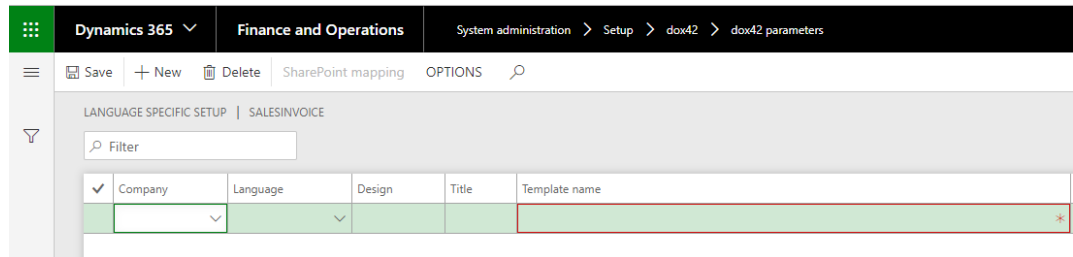 Dynamics 365 Finance and Operations System administration > Setup > dox42 > dox42 parameters
Save + New Delete SharePoint mapping OPTIONS
LANGUAGE SPECIFIC SETUP | SALESINVOICE
Filter
Company Language Design Title Template name
*